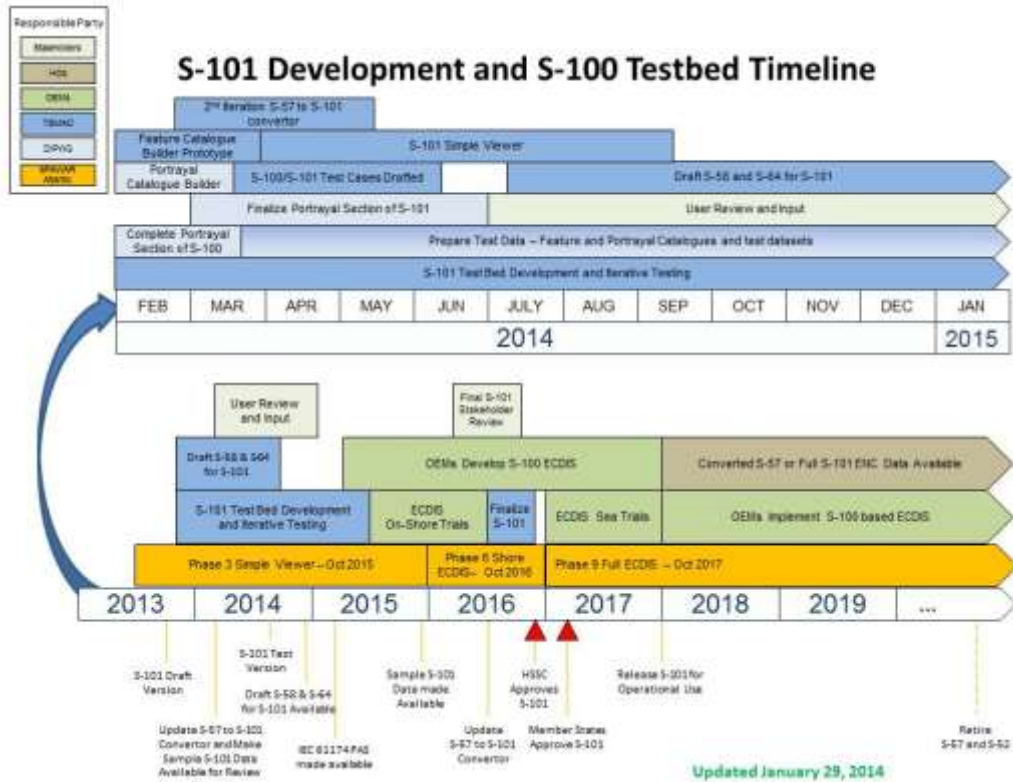 Responsible Party
Stakeholders
HOs
OEMs
TSMAD
DIPWG
S-101 Development and S-100 Testbed Timeline
2nd Iteration S-57 to S-101
convertor
Feature Catalogue
Builder Prototype
S-101 Simple Viewer
Portrayal
Catalogue Builder
S-100/S-101 Test Cases Drafted
Draft S-58 and S-64 for S-101
Finalize Portrayal Section of S-101
User Review and Input
Complete Portrayal
Section of S-100
Prepare Test Data – Feature and Portrayal Catalogues and test datasets
S-101 Test Bed Development and Iterative Testing
FEB MAR APR MAY JUN JULY AUG SEP OCT NOV DEC JAN
2014 2015
User Review
and Input
Final S-101
Stakeholder
Review
Draft S-58 & S-64
for S-101
OEMs Develop S-100 ECDIS
Converted S-57 or Full S-101 ENC Data Available
S-101 Test Bed Development
and Iterative Testing
ECDIS
On-Shore Trials
Finalize
S-101
ECDIS Sea Trials
OEMs Implement S-100 based ECDIS
Phase 3 Simple Viewer – Oct 2015
Phase 6 Shore
ECDIS – Oct 2016
Phase 9 Full ECDIS – Oct 2017
2013 2014 2015 2016 2017 2018 2019 ...
S-101 Draft
Version
Update S-57 to S-101
Convertor and Make
Sample S-101 Data
Available for Review
S-101 Test
Version
Draft S-58 & S-64
for S-101 Available
IEC 61174 PAS
made available
Sample S-101
Data made
Available
Update
S-57 to S-101
Convertor
HSSC
Approves
S-101
Member States
Approve S-101
Release S-101 for
Operational Use
Retire
S-57 and S-52
Updated January 29, 2014